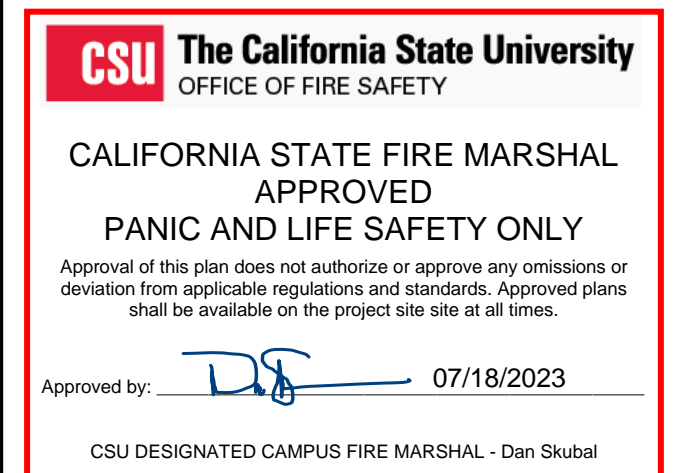 CSU The California State University
OFFICE OF FIRE SAFETY
CALIFORNIA STATE FIRE MARSHAL
APPROVED
PANIC AND LIFE SAFETY ONLY
Approval of this plan does not authorize or approve any omissions or
deviation from applicable regulations and standards. Approved plans
shall be available on the project site site at all times.
Approved by: 07/18/2023
CSU DESIGNATED CAMPUS FIRE MARSHAL - Dan Skubal